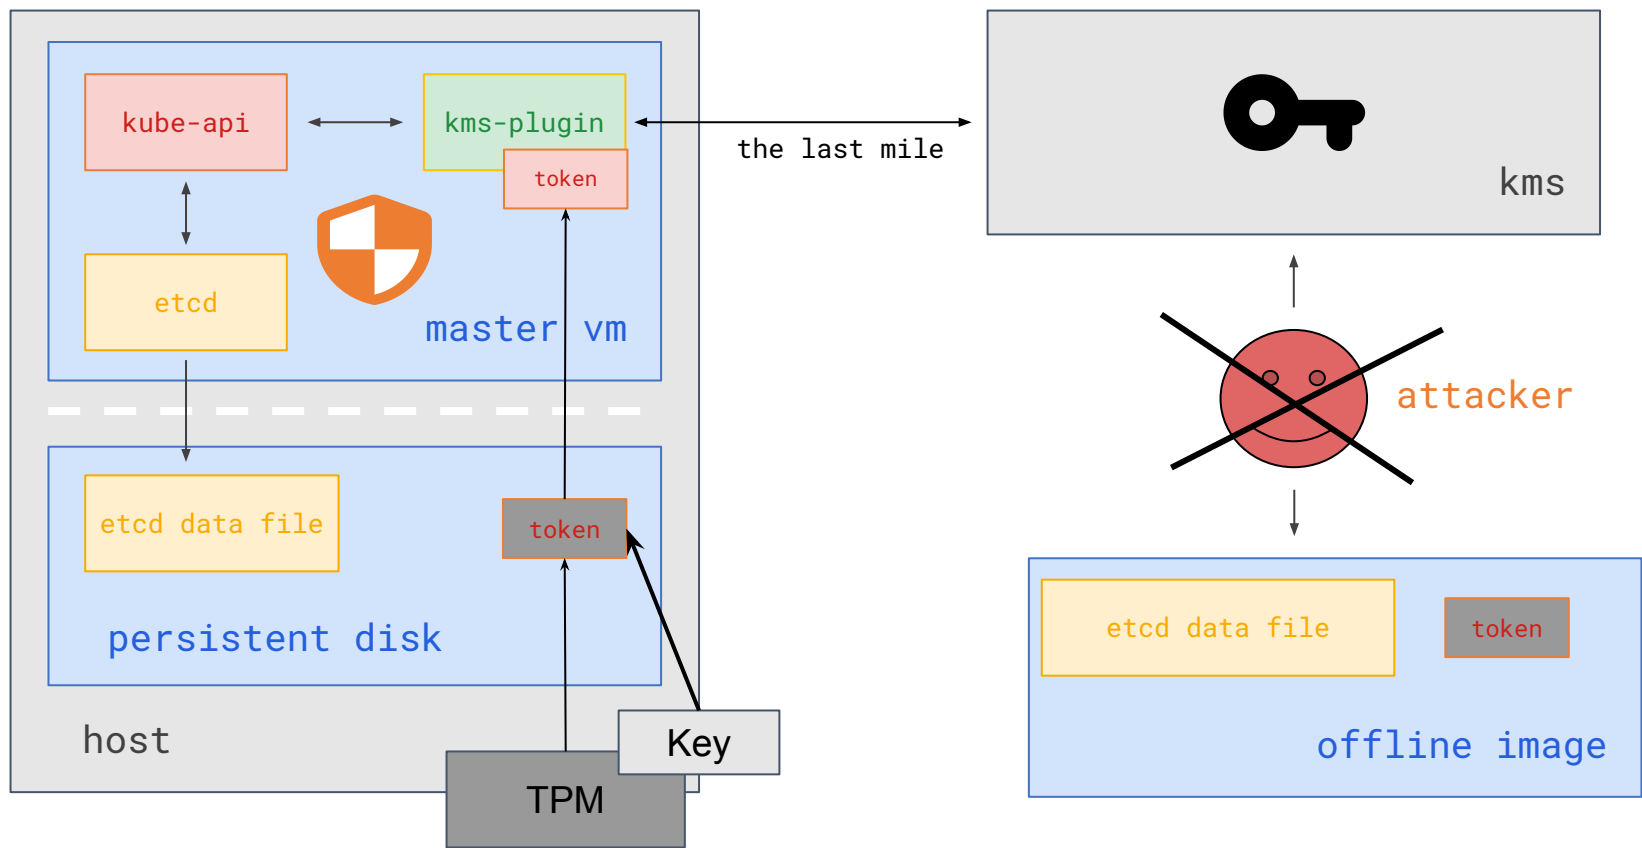 kube-api
kms-plugin
token
the last mile
kms
etcd
master vm
attacker
etcd data file
token
persistent disk
host
Key
TPM
etcd data file
token
offline image